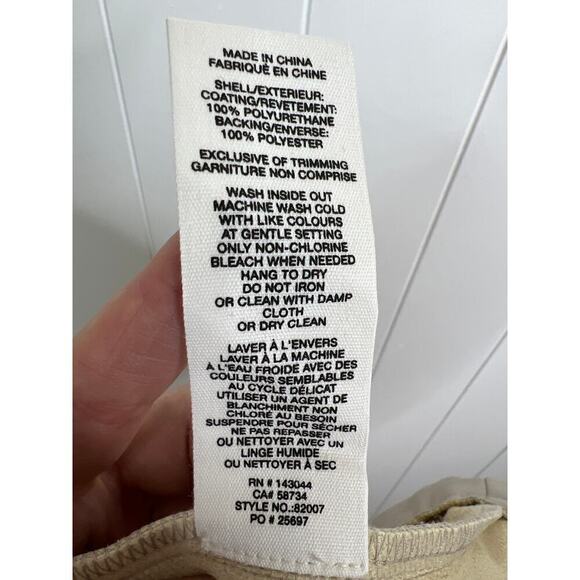 MADE IN CHINA
FABRIQUÉ EN CHINE
SHELL/EXTERIEUR:
COATING/REVETEMENT:
100% POLYURETHANE
BACKING/ENVERSE:
100% POLYESTER
EXCLUSIVE OF TRIMMING
GARNITURE NON COMPRISE
WASH INSIDE OUT
MACHINE WASH COLD
WITH LIKE COLOURS
AT GENTLE SETTING
ONLY NON-CHLORINE
BLEACH WHEN NEEDED
HANG TO DRY
DO NOT IRON
OR CLEAN WITH DAMP
CLOTH
OR DRY CLEAN
LAVER À L'ENVERS
LAVER À LA MACHINE
À L'EAU FROIDE AVEC DES
COULEURS SEMBLABLES
AU CYCLE DÉLICAT
UTILISER UN AGENT DE
BLANCHIMENT NON
CHLORÉ AU BESOIN
SUSPENDRE POUR SÉCHER
NE PAS REPASSER
OU NETTOYER AVEC UN
LINGE HUMIDE
OU NETTOYER À SEC
RN # 143044
CA# 58734
STYLE NO.:82007
PO # 25697